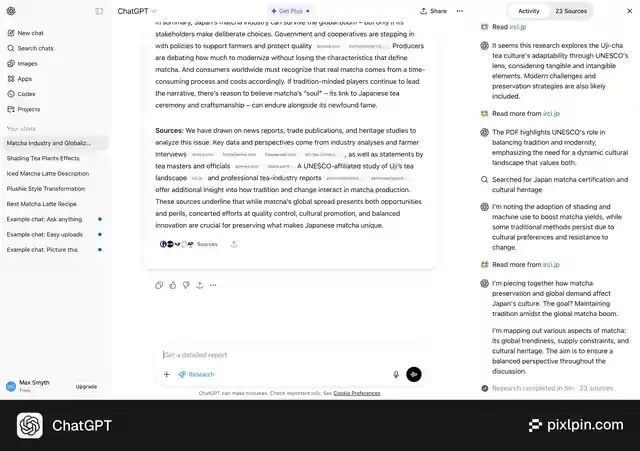 ChatGPT
Get Plus
Share
Activity
23 Sources
New chat
Search chats
Images
Apps
Codex
Projects
Your chats
Matcha Industry and Globaliz...
Shading Tea Plants Effects
Iced Matcha Latte Description
Plushie Style Transformation
Best Matcha Latte Recipe
Example chat: Ask anything
Example chat: Easy uploads
Example chat: Picture this
Max Smyth
Free
Upgrade
In summary, Japan's matcha industry can survive the global boom – but only if its
stakeholders make deliberate choices. Government and cooperatives are stepping in
with policies to support farmers and protect quality
Producers
are debating how much to modernize without losing the characteristics that define
matcha. And consumers worldwide must recognize that real matcha comes from a time-
consuming process and costs accordingly. If tradition-minded players continue to lead
the narrative, there's reason to believe matcha's "soul" – its link to Japanese tea
ceremony and craftsmanship – can endure alongside its newfound fame.
Sources: We have drawn on news reports, trade publications, and heritage studies to
analyze this issue. Key data and perspectives come from industry analyses and farmer
interviews
, as well as statements by
tea masters and officials
. A UNESCO-affiliated study of Uji's tea
landscape
and professional tea-industry reports
offer additional insight into how tradition and change interact in matcha production.
These sources underline that while matcha's global spread presents both opportunities
and perils, concerted efforts at quality control, cultural promotion, and balanced
innovation are crucial for preserving what makes Japanese matcha unique.
Sources
Get a detailed report
Research
ChatGPT can make mistakes. Check important info. See Cookie Preferences.
Read irci.jp
It seems this research explores the Uji-cha
tea culture's adaptability through UNESCO's
lens, considering tangible and intangible
elements. Modern challenges and
preservation strategies are also likely
included.
Read more from irci.jp
The PDF highlights UNESCO's role in
balancing tradition and modernity,
emphasizing the need for a dynamic cultural
landscape that values both.
Searched for Japan matcha certification and
cultural heritage
I'm noting the adoption of shading and
machine use to boost matcha yields, while
some traditional methods persist due to
cultural preferences and resistance to
change.
Read more from irci.jp
I'm piecing together how matcha
preservation and global demand affect
Japan's culture. The goal? Maintaining
tradition amidst the global matcha boom.
I'm mapping out various aspects of matcha:
its global trendiness, supply constraints, and
cultural heritage. The aim is to ensure a
balanced perspective throughout the
discussion.
Research completed in 5m · 23 sources
ChatGPT
pixlpin.com